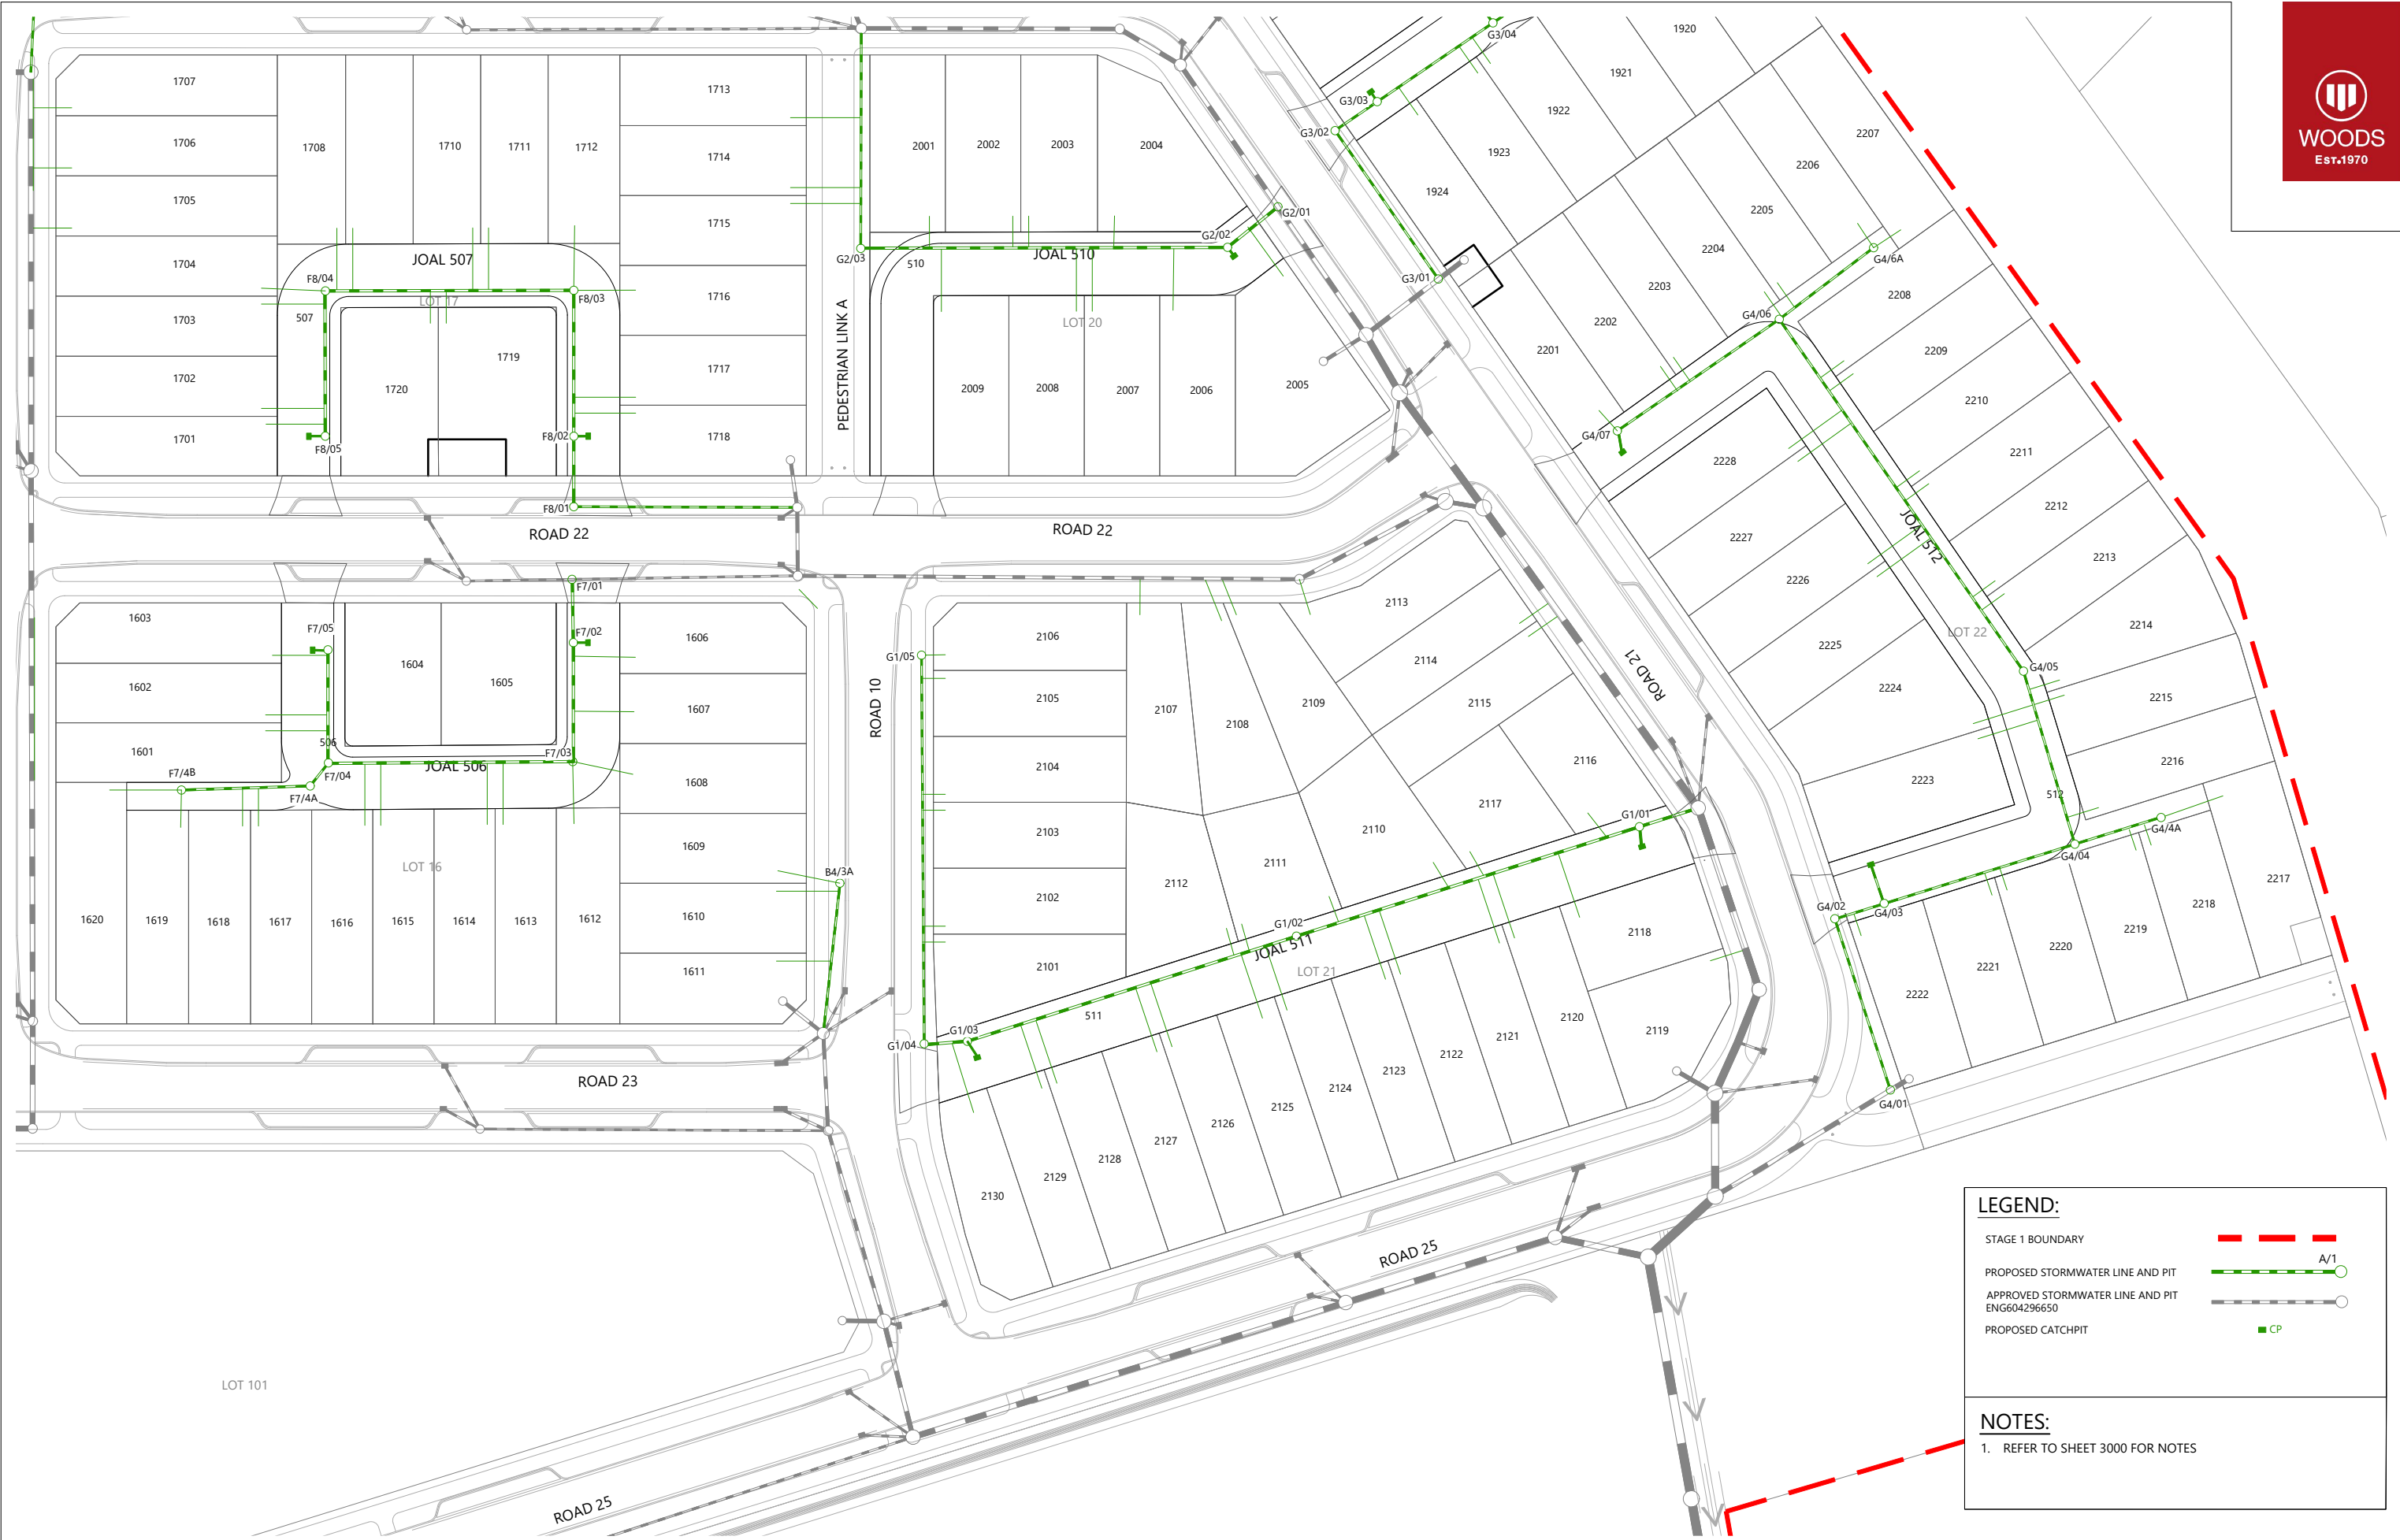 WOODS
EST.1970
1707
1706
1705
1704
1703
1702
1701
1708
1710
1711
1712
1713
1714
1715
1716
1717
1718
JOAL 507
F8/04
LOT 17
F8/03
507
1719
1720
F8/02
F8/05
F8/01
PEDESTRIAN LINK A
2001
2002
2003
2004
G2/01
G2/02
G2/03
510
JOAL 510
LOT 20
2009
2008
2007
2006
2005
G3/04
G3/03
G3/02
G3/01
1920
1921
1922
1923
1924
2207
2206
2205
2204
2203
2202
2201
G4/6A
G4/06
G4/07
2208
2209
2210
2211
2212
2213
2214
2215
2216
2217
2218
2219
2220
2221
2222
2223
2224
2225
2226
2227
2228
JOAL 512
LOT 22
G4/05
512
G4/4A
G4/04
G4/03
G4/02
G4/01
ROAD 22
ROAD 22
ROAD 21
ROAD 10
F7/01
F7/02
F7/05
1603
1602
1601
1604
1605
1606
1607
1608
1609
1610
1611
506
F7/03
F7/04
JOAL 506
F7/4B
F7/4A
LOT 16
1620
1619
1618
1617
1616
1615
1614
1613
1612
B4/3A
G1/05
2106
2105
2104
2103
2102
2101
2107
2108
2109
2110
2111
2112
2113
2114
2115
2116
2117
G1/01
G1/02
JOAL 511
LOT 21
G1/03
511
G1/04
2118
2119
2120
2121
2122
2123
2124
2125
2126
2127
2128
2129
2130
ROAD 23
ROAD 25
ROAD 25
LOT 101
LEGEND:
STAGE 1 BOUNDARY
A/1
PROPOSED STORMWATER LINE AND PIT
APPROVED STORMWATER LINE AND PIT
ENG604296650
PROPOSED CATCHPIT
CP
NOTES:
1. REFER TO SHEET 3000 FOR NOTES